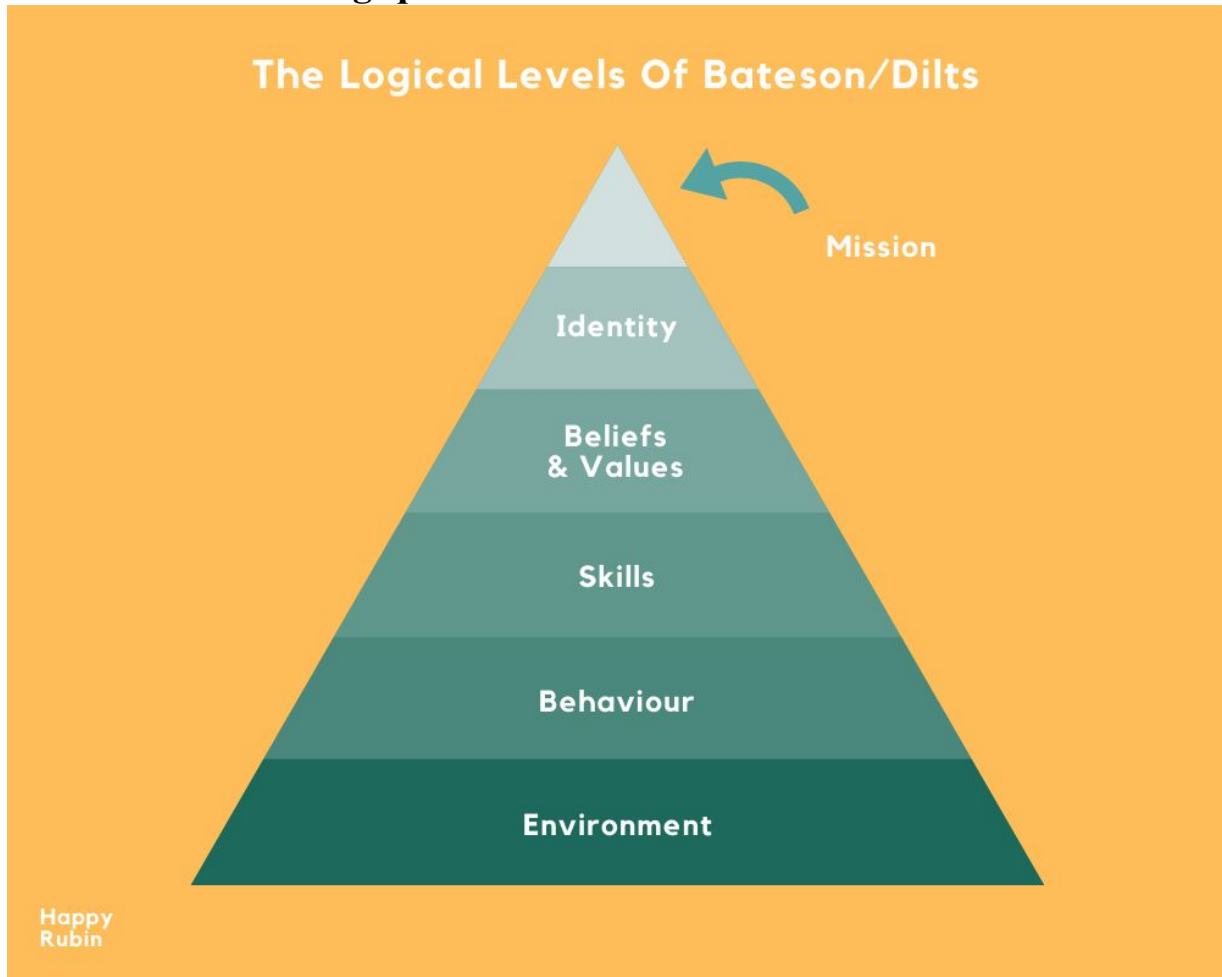 The Logical Levels Of Bateson/Dilts
Mission
Identity
Beliefs
& Values
Skills
Behaviour
Environment
Happy
Rubin